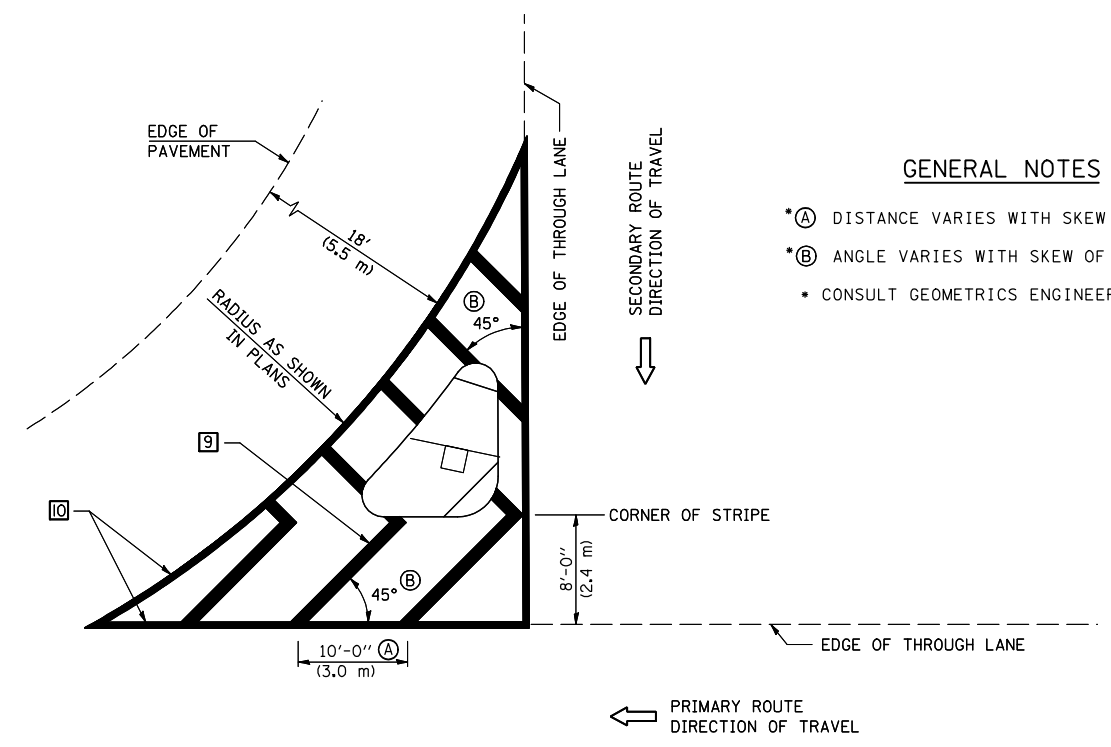 EDGE OF
PAVEMENT
18'
(5.5 m)
RADIUS AS SHOWN
IN PLANS
EDGE OF THROUGH LANE
SECONDARY ROUTE
DIRECTION OF TRAVEL
GENERAL NOTES
*Ⓐ DISTANCE VARIES WITH SKEW
*Ⓑ ANGLE VARIES WITH SKEW OF
* CONSULT GEOMETRICS ENGINEER
Ⓑ
45°
9
10
CORNER OF STRIPE
8'-0"
(2.4 m)
45° Ⓑ
10'-0" Ⓐ
(3.0 m)
EDGE OF THROUGH LANE
PRIMARY ROUTE
DIRECTION OF TRAVEL